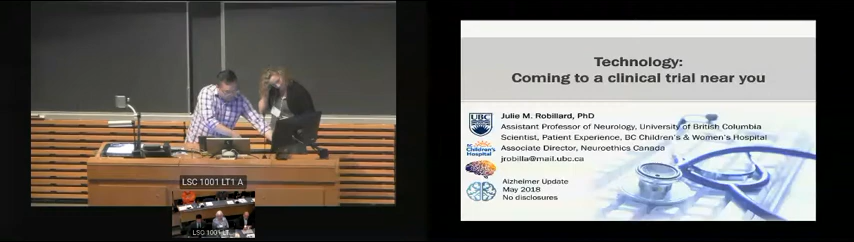 LSC 1001 LT1 A
LSC 1001 LT
Technology:
Coming to a clinical trial near you
UBC
Julie M. Robillard, PhD
Assistant Professor of Neurology, University of British Columbia
Scientist, Patient Experience, BC Children's & Women's Hospital
Associate Director, Neuroethics Canada
jrobilla@mail.ubc.ca
BC
Children's
Hospital
Alzheimer Update
May 2018
No disclosures